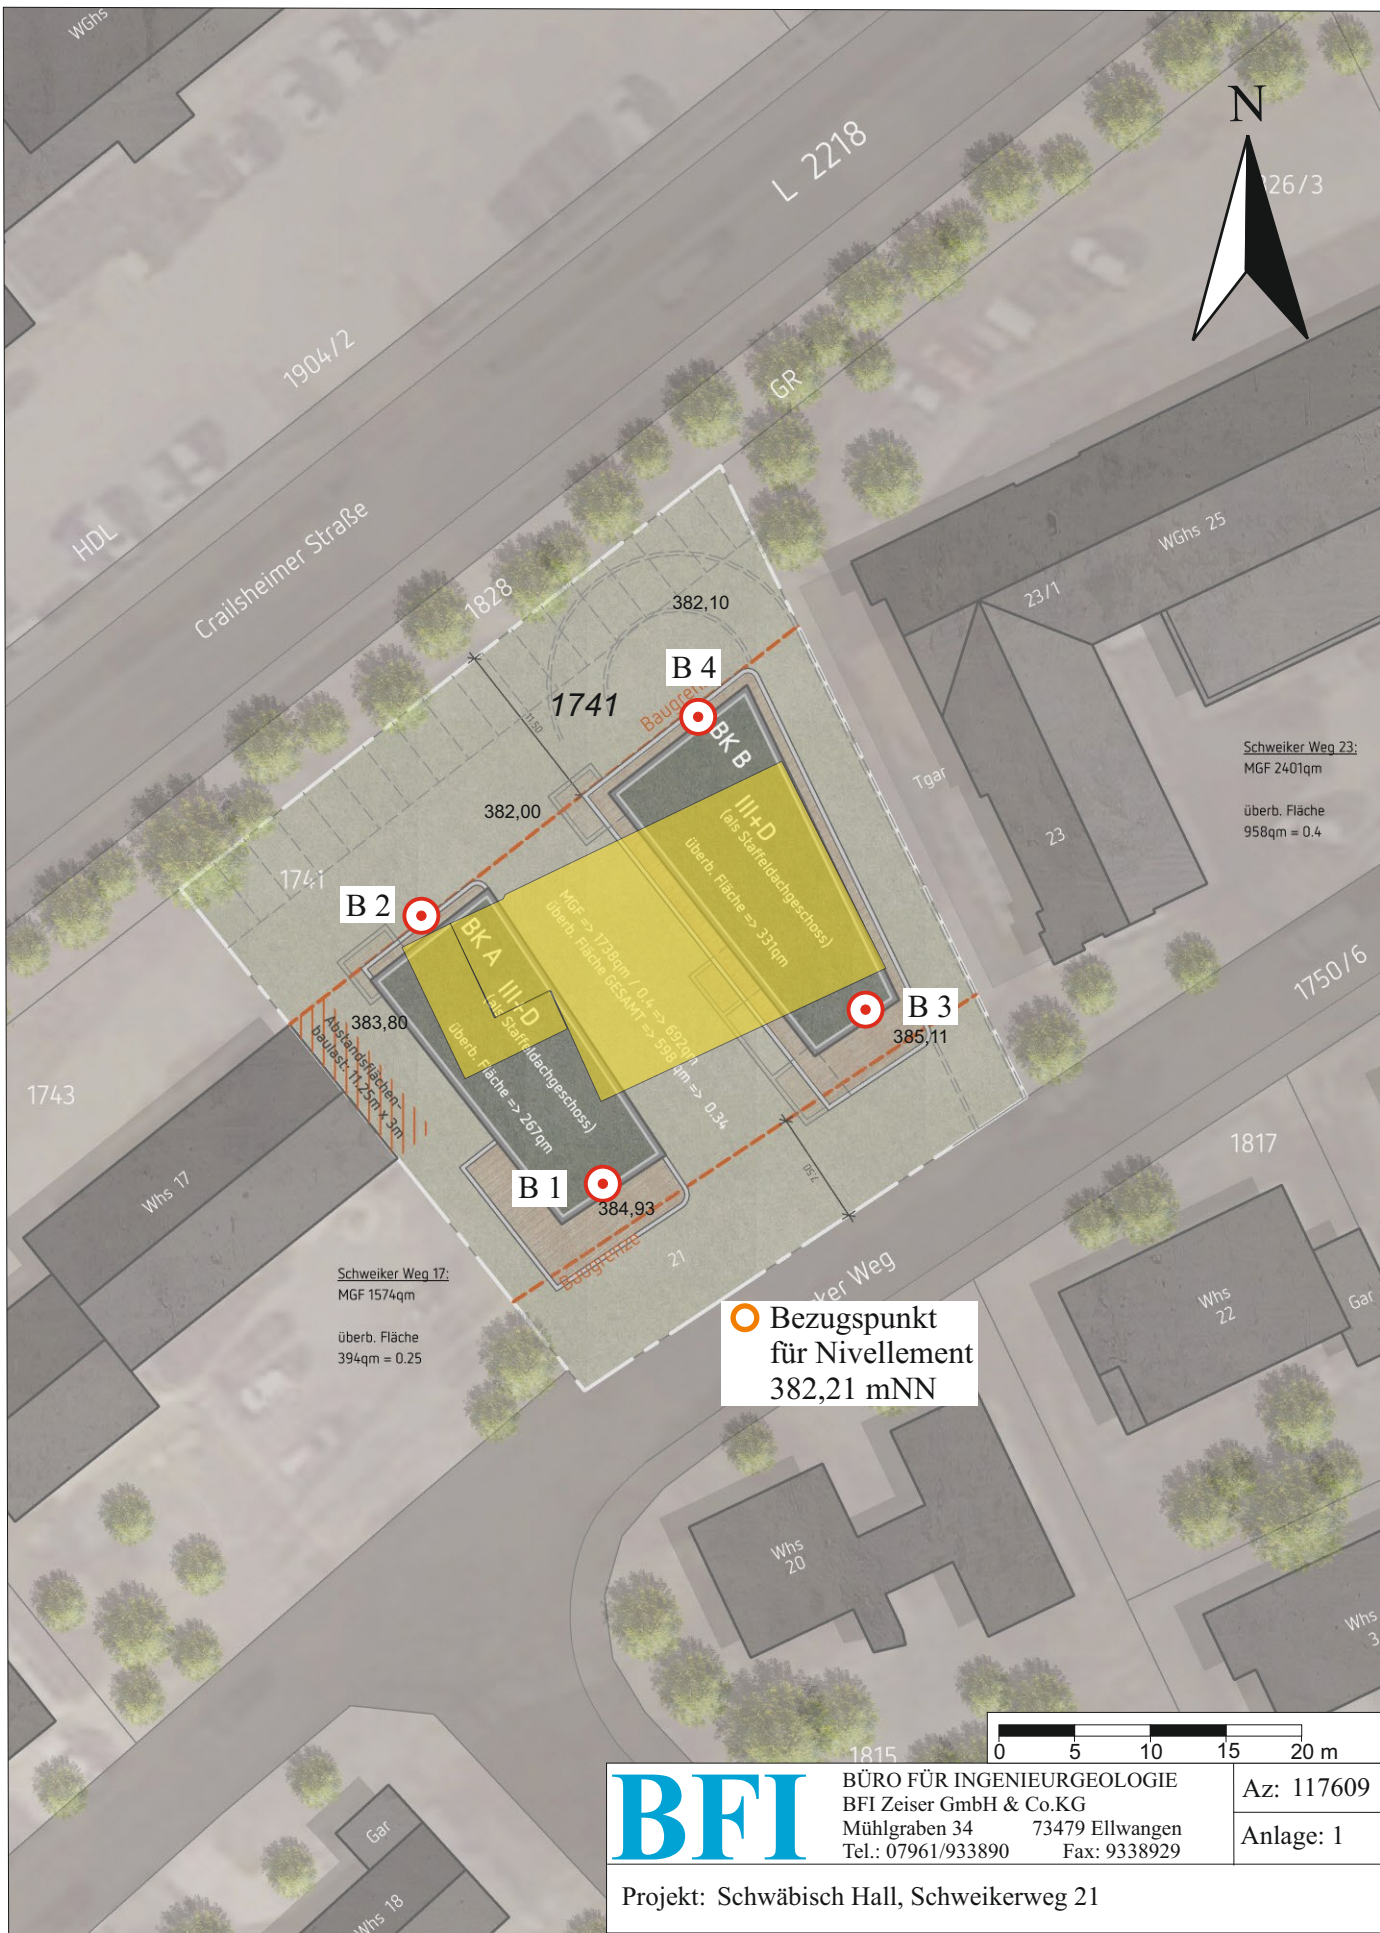 WGhs
N
L 2218
326/3
1904/2
GR
HDL
Crailsheimer Straße
WGhs 25
23/1
1828
382,10
B 4
1741
11.50
BK B
Schweiker Weg 23:
MGF 2401qm
überb. Fläche
958qm = 0.4
Tgar
382,00
III+D
(als Staffeldachgeschoss)
überb. Fläche => 331qm
23
1741
B 2
BK A
III+D
(als Staffeldachgeschoss)
überb. Fläche => 267qm
MGF => 1738qm / 0.4 => 692qm
überb. Fläche GESAMT => 598qm => 0.34
1750/6
B 3
385,11
383,80
Abstandsflächen-
baulast: 11.25m x 3m
1743
Whs 17
1817
7.50
B 1
384,93
Baugrenze
21
Schweiker Weg 17:
MGF 1574qm
überb. Fläche
394qm = 0.25
ker Weg
Whs
22
Gar
Bezugspunkt
für Nivellement
382,21 mNN
Whs
20
Whs
3
1815
0 5 10 15 20 m
Gar
Whs 18
BFI
BÜRO FÜR INGENIEURGEOLOGIE
BFI Zeiser GmbH & Co.KG
Mühlgraben 34 73479 Ellwangen
Tel.: 07961/933890 Fax: 9338929
Az: 117609
Anlage: 1
Projekt: Schwäbisch Hall, Schweikerweg 21